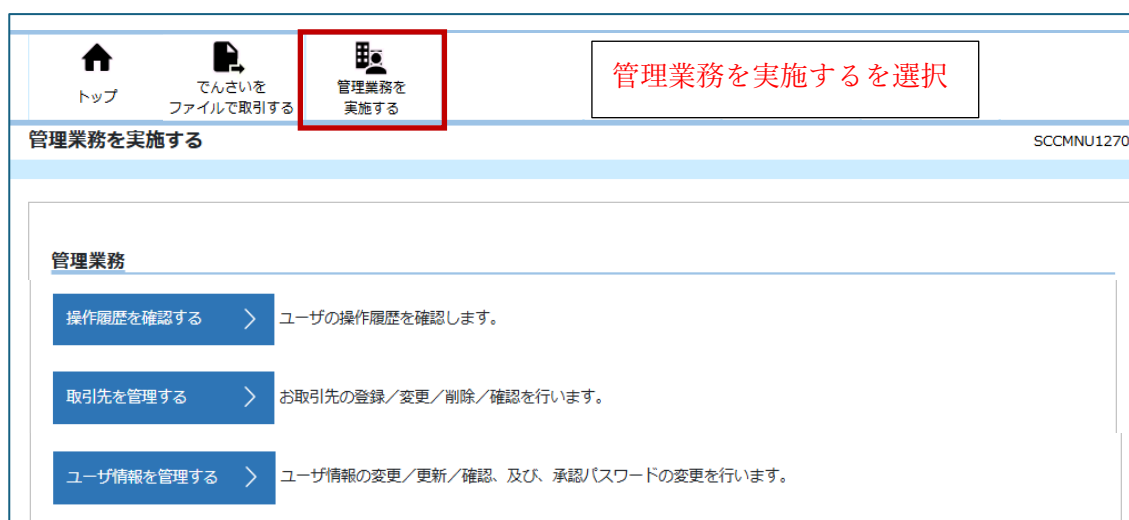 トップ
でんさいを
ファイルで取引する
管理業務を
実施する
管理業務を実施するを選択
管理業務を実施する
SCCMNU1270
管理業務
操作履歴を確認する
ユーザの操作履歴を確認します。
取引先を管理する
お取引先の登録／変更／削除／確認を行います。
ユーザ情報を管理する
ユーザ情報の変更／更新／確認、及び、承認パスワードの変更を行います。